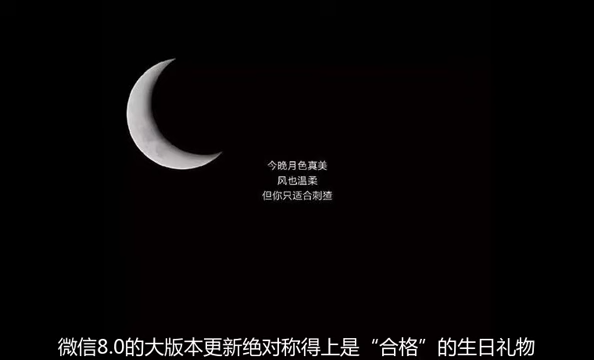 今晚月色真美
风也温柔
但你只适合刺猹
微信8.0的大版本更新绝对称得上是“合格”的生日礼物